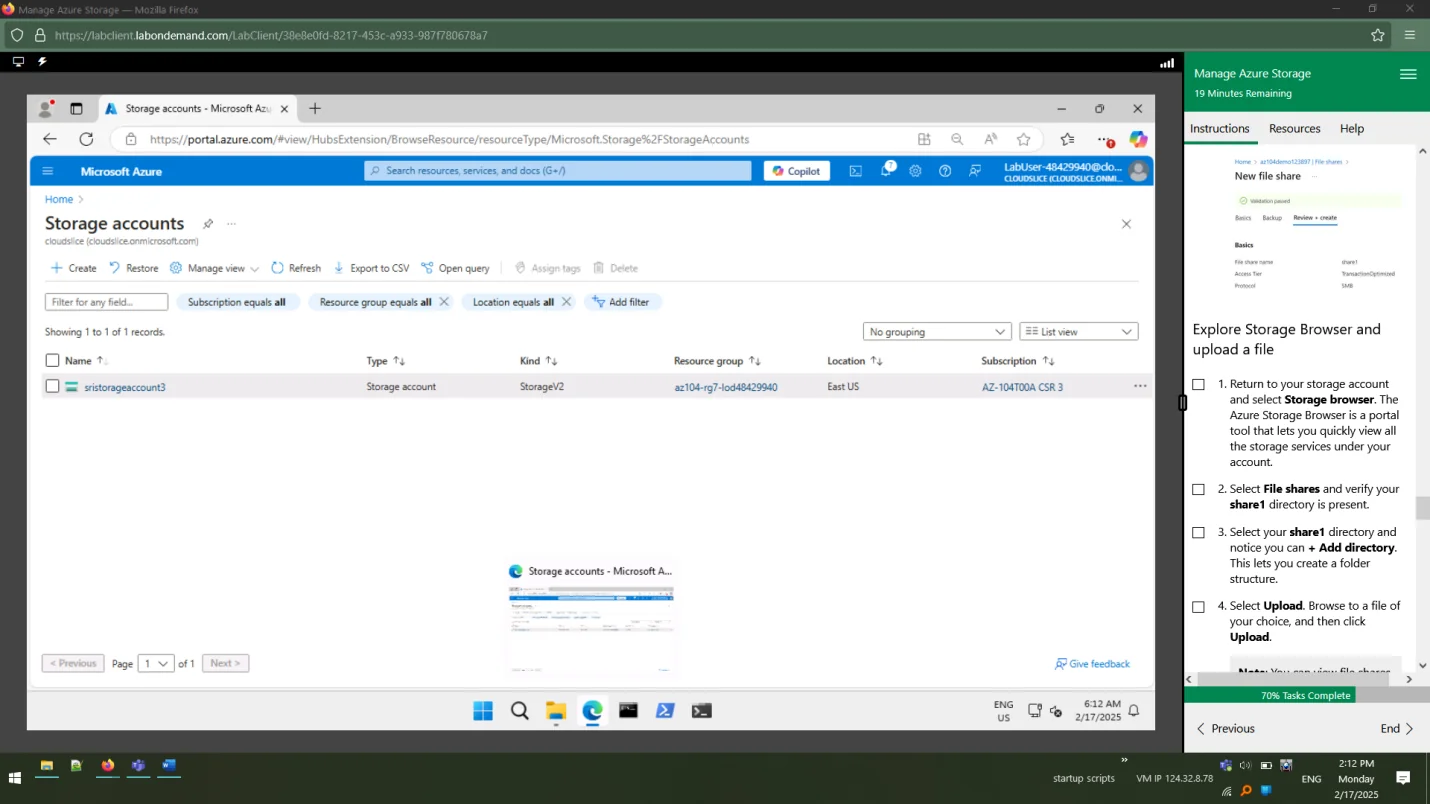 Manage Azure Storage — Mozilla Firefox
https://labclient.labondemand.com/LabClient/38e8e0fd-8217-453c-a933-987f780678a7
Storage accounts - Microsoft Azu
https://portal.azure.com/#view/HubsExtension/BrowseResource/resourceType/Microsoft.Storage%2FStorageAccounts
Microsoft Azure
Search resources, services, and docs (G+/)
Copilot
7
LabUser-48429940@clo...
CLOUDSLICE (CLOUDSLICE.ONMI...
Home >
Storage accounts
cloudslice (cloudslice.onmicrosoft.com)
Create Restore Manage view Refresh Export to CSV Open query Assign tags Delete
Filter for any field...
Subscription equals all
Resource group equals all
Location equals all
Add filter
Showing 1 to 1 of 1 records.
No grouping
List view
Name Type Kind Resource group Location Subscription
sristorageaccount3 Storage account StorageV2 az104-rg7-lod48429940 East US AZ-104T00A CSR 3
Storage accounts - Microsoft A...
< Previous Page 1 of 1 Next >
Give feedback
ENG
US
6:12 AM
2/17/2025
Manage Azure Storage
19 Minutes Remaining
Instructions Resources Help
Home > az104demo123897 | File shares >
New file share
Validation passed
Basics Backup Review + create
Basics
File share name share1
Access Tier TransactionOptimized
Protocol SMB
Explore Storage Browser and
upload a file
1. Return to your storage account
and select Storage browser. The
Azure Storage Browser is a portal
tool that lets you quickly view all
the storage services under your
account.
2. Select File shares and verify your
share1 directory is present.
3. Select your share1 directory and
notice you can + Add directory.
This lets you create a folder
structure.
4. Select Upload. Browse to a file of
your choice, and then click
Upload.
Note: You can view file shares
70% Tasks Complete
Previous
End
startup scripts
VM IP 124.32.8.78
ENG
2:12 PM
Monday
2/17/2025